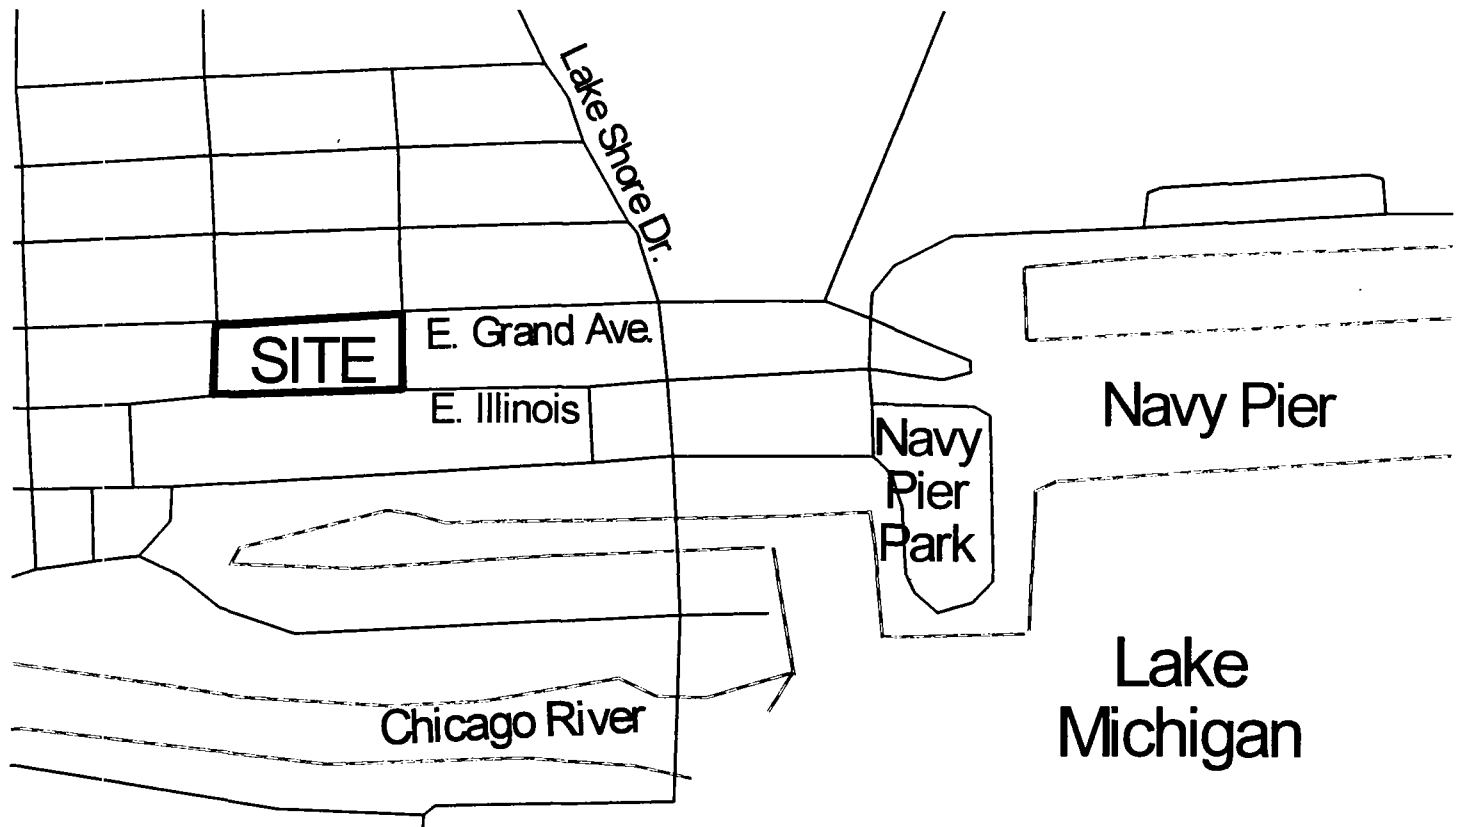 Lake Shore Dr.
E. Grand Ave.
SITE
E. Illinois
Navy Pier
Navy
Pier
Park
Lake
Michigan
Chicago River